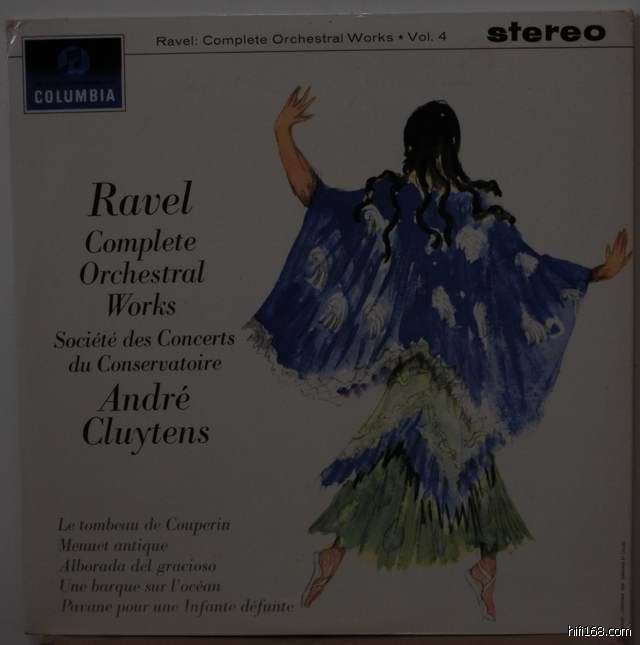 Ravel: Complete Orchestral Works • Vol. 4
stereo
COLUMBIA
Ravel
Complete
Orchestral
Works
Société des Concerts
du Conservatoire
André
Cluytens
Le tombeau de Couperin
Menuet antique
Alborada del gracioso
Une barque sur l'océan
Pavane pour une Infante défunte
hifi168.com